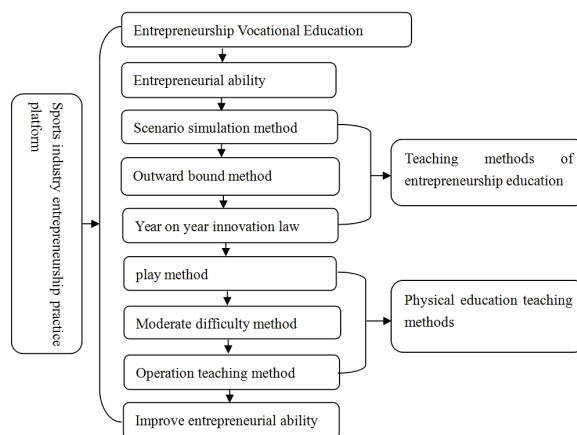 Entrepreneurship Vocational Education
Entrepreneurial ability
Scenario simulation method
Outward bound method
Year on year innovation law
play method
Moderate difficulty method
Operation teaching method
Improve entrepreneurial ability
Sports industry entrepreneurship practice
platform
Teaching methods of
entrepreneurship education
Physical education teaching
methods